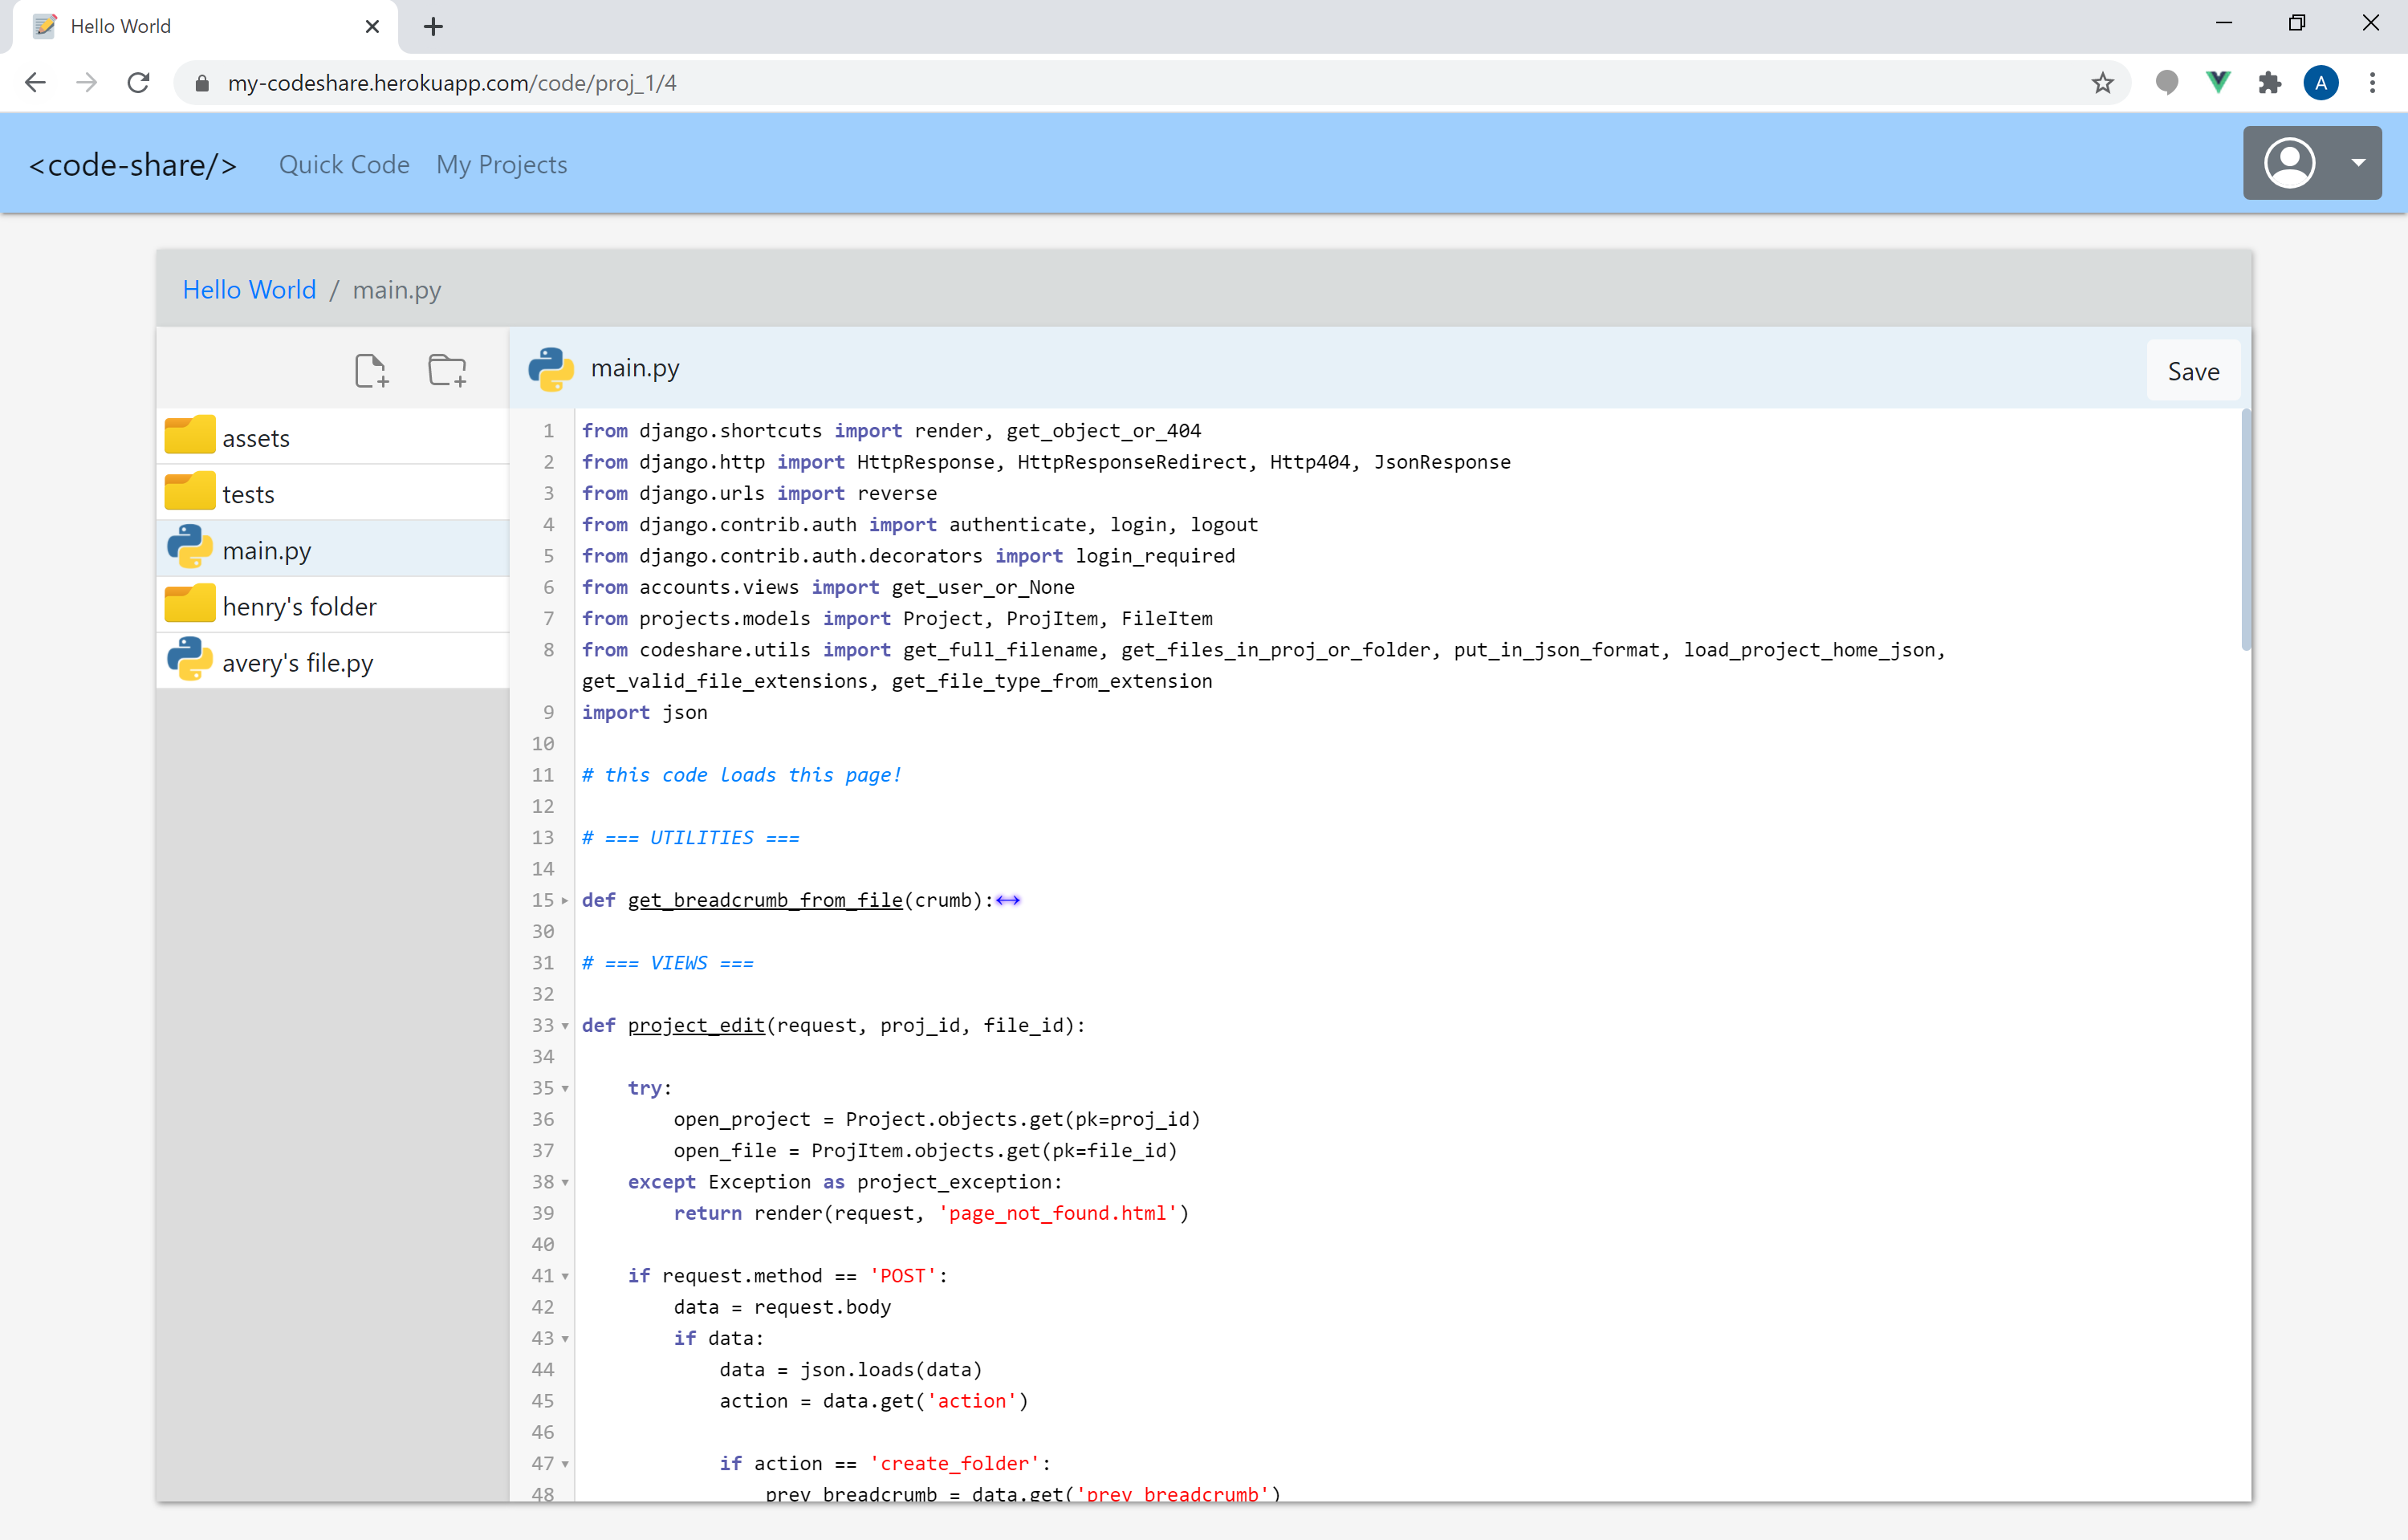 Hello World
my-codeshare.herokuapp.com/code/proj_1/4
A
<code-share/>
Quick Code
My Projects
Hello World / main.py
main.py
Save
assets
tests
main.py
henry's folder
avery's file.py
1 from django.shortcuts import render, get_object_or_404
2 from django.http import HttpResponse, HttpResponseRedirect, Http404, JsonResponse
3 from django.urls import reverse
4 from django.contrib.auth import authenticate, login, logout
5 from django.contrib.auth.decorators import login_required
6 from accounts.views import get_user_or_None
7 from projects.models import Project, ProjItem, FileItem
8 from codeshare.utils import get_full_filename, get_files_in_proj_or_folder, put_in_json_format, load_project_home_json,
get_valid_file_extensions, get_file_type_from_extension
9 import json
10
11 # this code loads this page!
12
13 # === UTILITIES ===
14
15 def get_breadcrumb_from_file(crumb):↔
30
31 # === VIEWS ===
32
33 def project_edit(request, proj_id, file_id):
34
35     try:
36         open_project = Project.objects.get(pk=proj_id)
37         open_file = ProjItem.objects.get(pk=file_id)
38     except Exception as project_exception:
39         return render(request, 'page_not_found.html')
40
41     if request.method == 'POST':
42         data = request.body
43         if data:
44             data = json.loads(data)
45             action = data.get('action')
46
47             if action == 'create_folder':
48                 prev_breadcrumb = data.get('prev_breadcrumb')